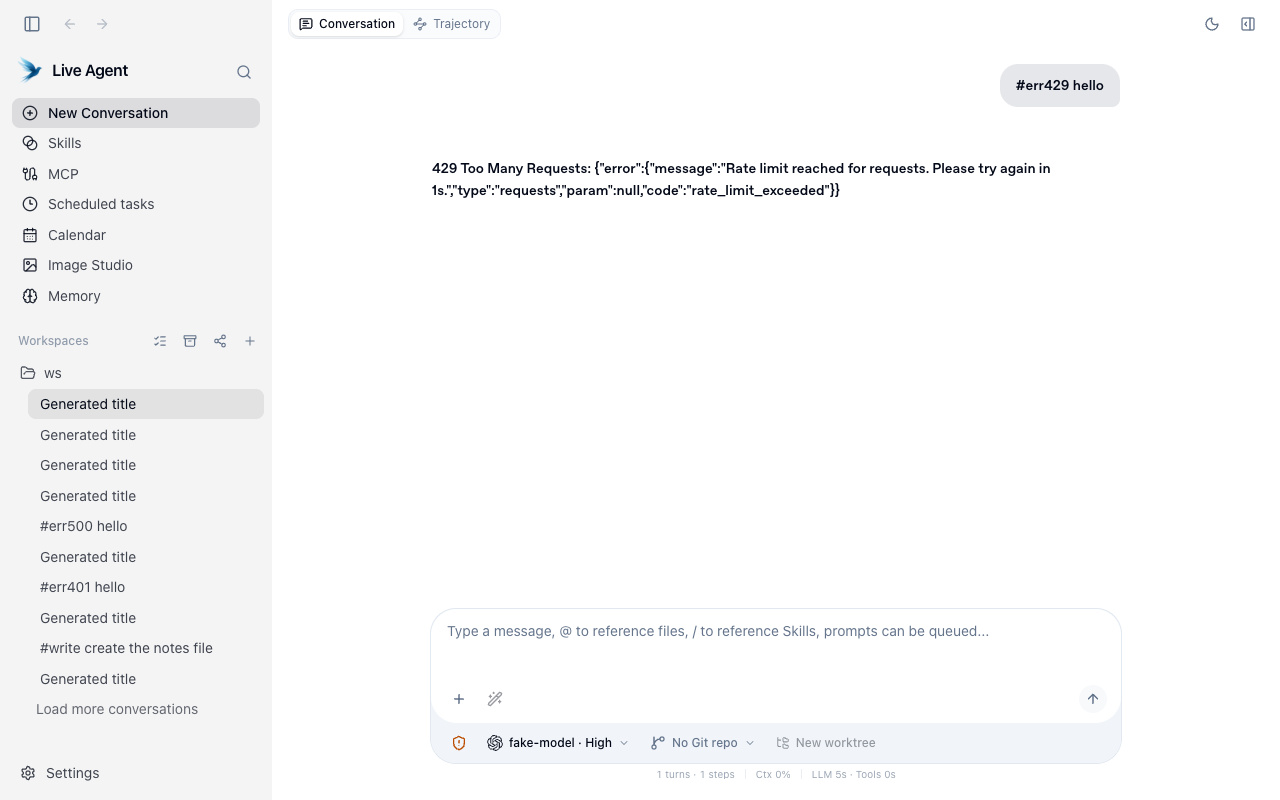 Conversation
Trajectory
Live Agent
New Conversation
Skills
MCP
Scheduled tasks
Calendar
Image Studio
Memory
Workspaces
ws
Generated title
Generated title
Generated title
Generated title
#err500 hello
Generated title
#err401 hello
Generated title
#write create the notes file
Generated title
Load more conversations
Settings
#err429 hello
429 Too Many Requests: {"error":{"message":"Rate limit reached for requests. Please try again in
1s.","type":"requests","param":null,"code":"rate_limit_exceeded"}}
Type a message, @ to reference files, / to reference Skills, prompts can be queued...
fake-model · High
No Git repo
New worktree
1 turns · 1 steps
Ctx 0%
LLM 5s · Tools 0s